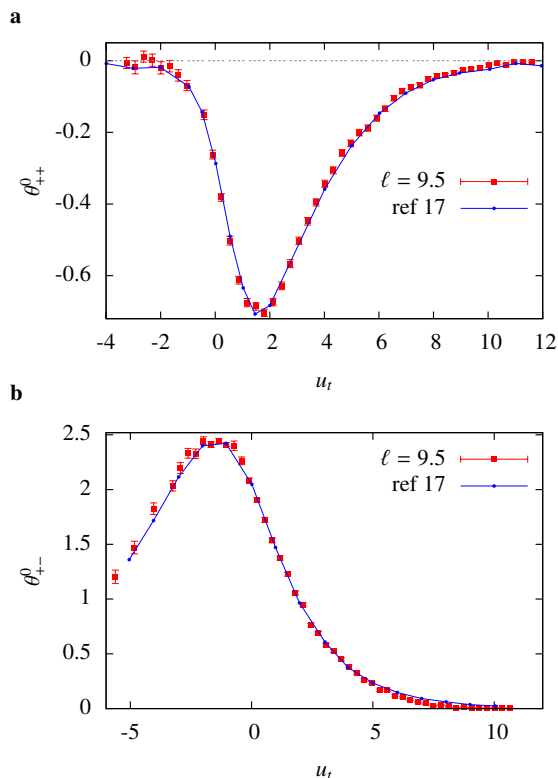 a
0
-0.2
-0.4
-0.6
θ⁰₊₊
ℓ = 9.5
ref 17
-4 -2 0 2 4 6 8 10 12
uₜ
b
2.5
2
1.5
1
0.5
0
θ⁰₊₋
ℓ = 9.5
ref 17
-5 0 5 10
uₜ